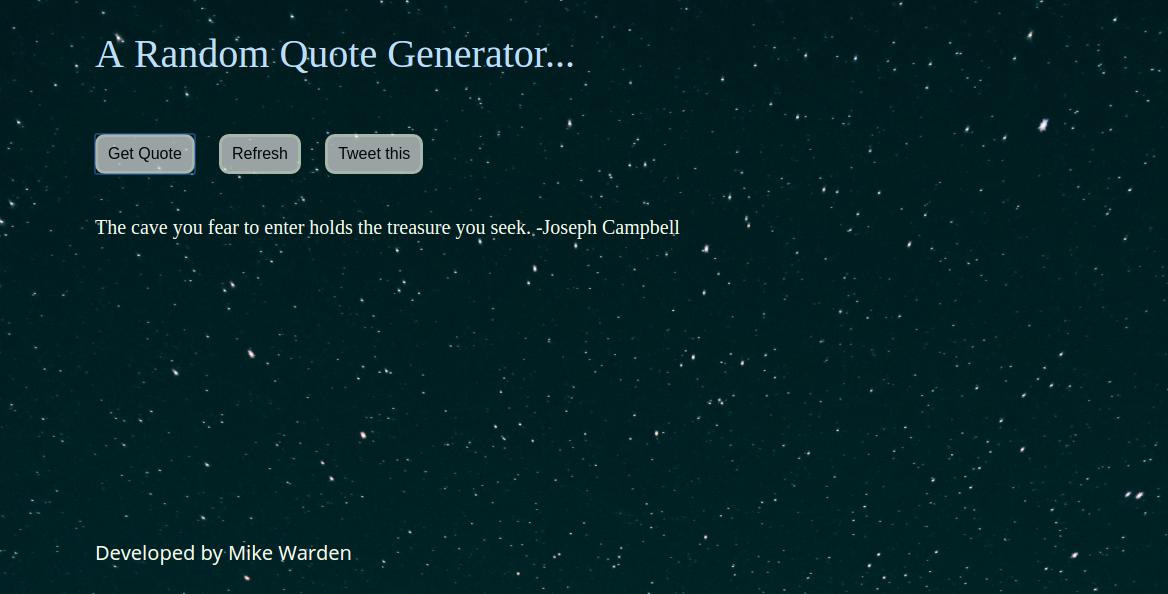 A Random Quote Generator...
Get Quote Refresh Tweet this
The cave you fear to enter holds the treasure you seek. -Joseph Campbell
Developed by Mike Warden